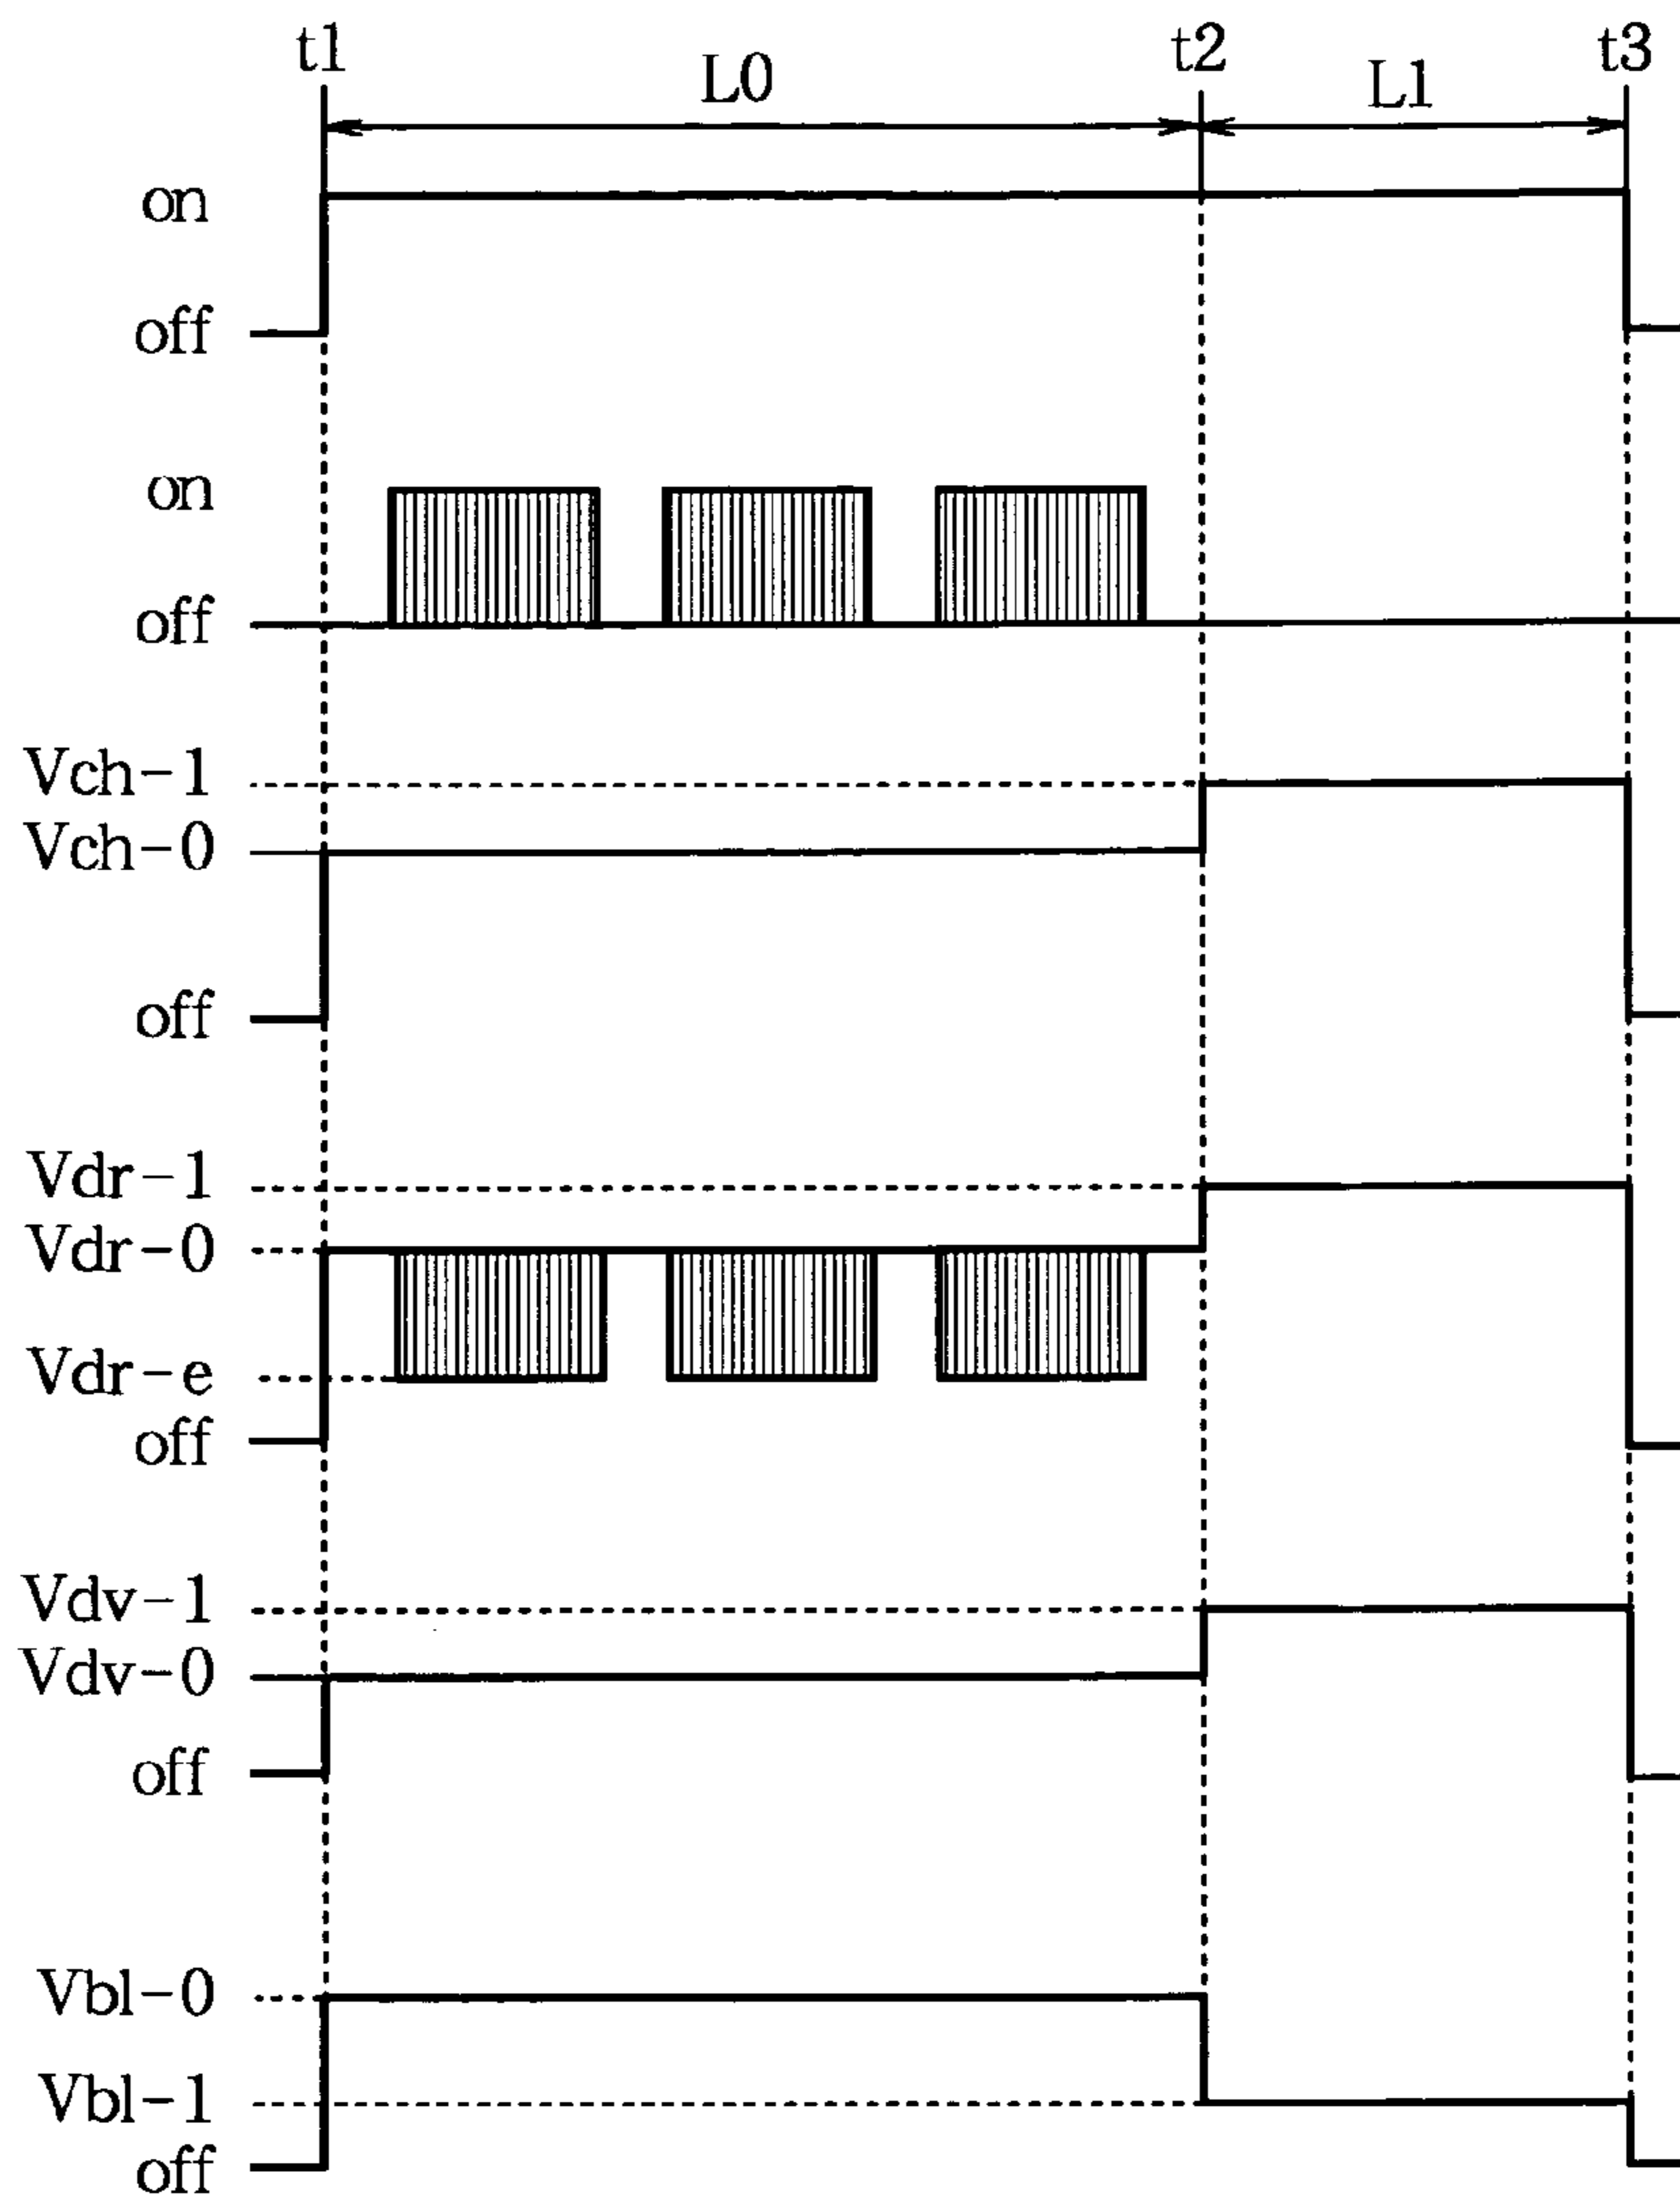 t1 t2 t3
L0 L1
on
off
on
off
Vch-1
Vch-0
off
Vdr-1
Vdr-0
Vdr-e
off
Vdv-1
Vdv-0
off
Vbl-0
Vbl-1
off